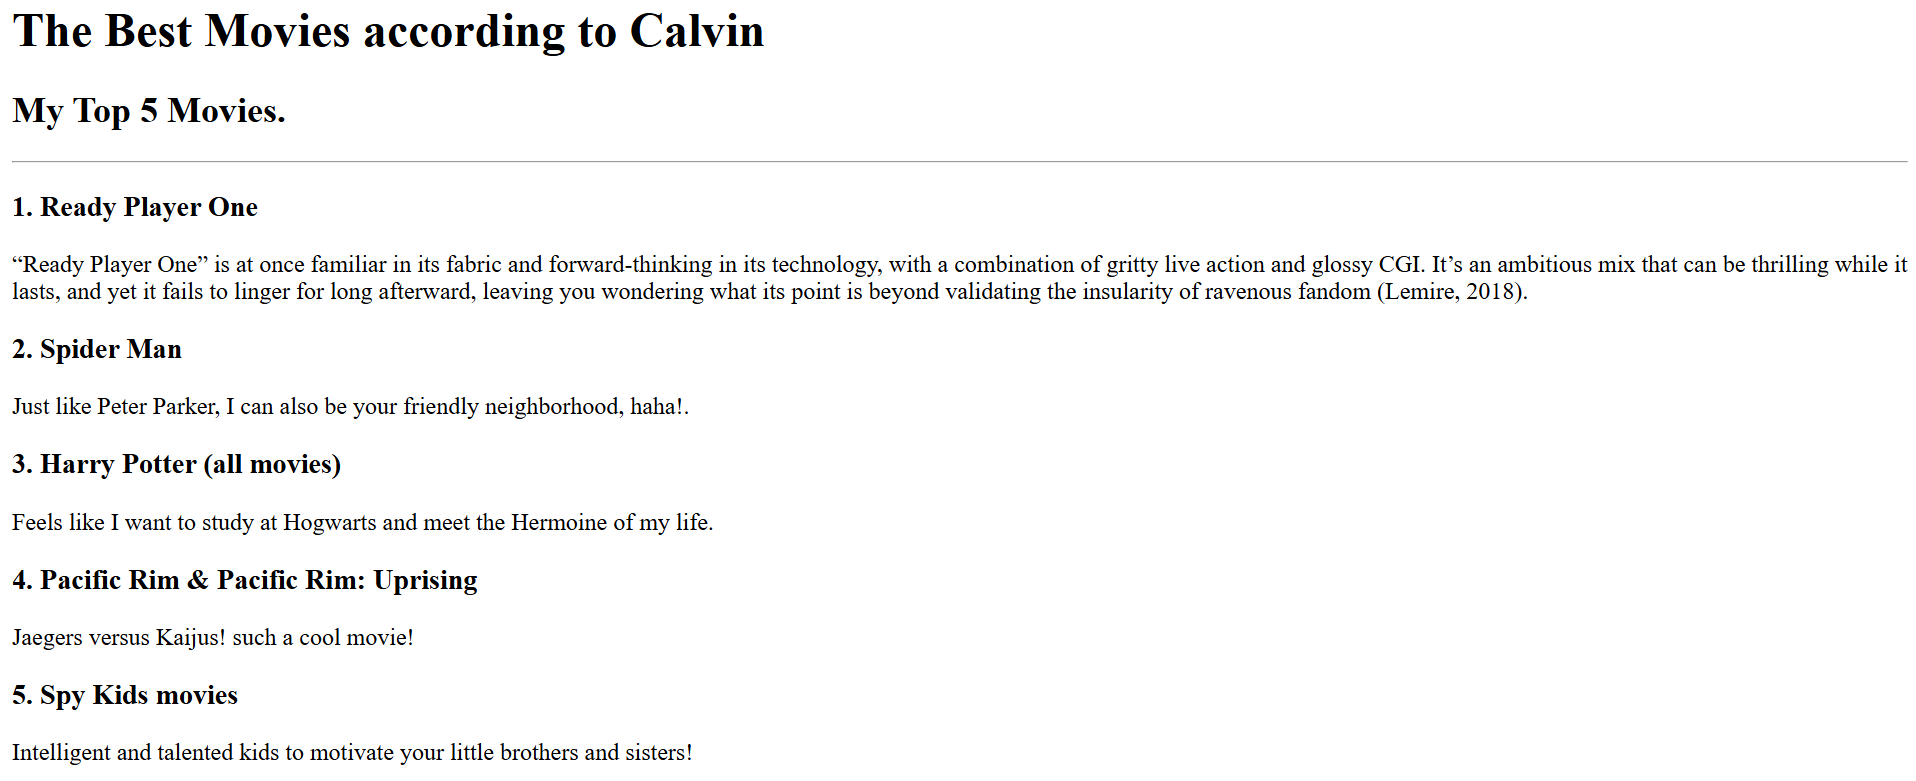 The Best Movies according to Calvin
My Top 5 Movies.
1. Ready Player One
“Ready Player One” is at once familiar in its fabric and forward-thinking in its technology, with a combination of gritty live action and glossy CGI. It’s an ambitious mix that can be thrilling while it
lasts, and yet it fails to linger for long afterward, leaving you wondering what its point is beyond validating the insularity of ravenous fandom (Lemire, 2018).
2. Spider Man
Just like Peter Parker, I can also be your friendly neighborhood, haha!.
3. Harry Potter (all movies)
Feels like I want to study at Hogwarts and meet the Hermoine of my life.
4. Pacific Rim & Pacific Rim: Uprising
Jaegers versus Kaijus! such a cool movie!
5. Spy Kids movies
Intelligent and talented kids to motivate your little brothers and sisters!